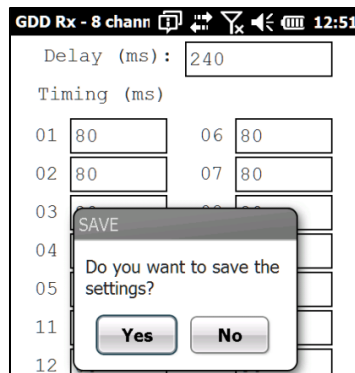 GDD Rx - 8 chann 12:51
Delay (ms): 240
Timing (ms)
01 80 06 80
02 80 07 80
03
SAVE
04
Do you want to save the
05
settings?
11
Yes No
12